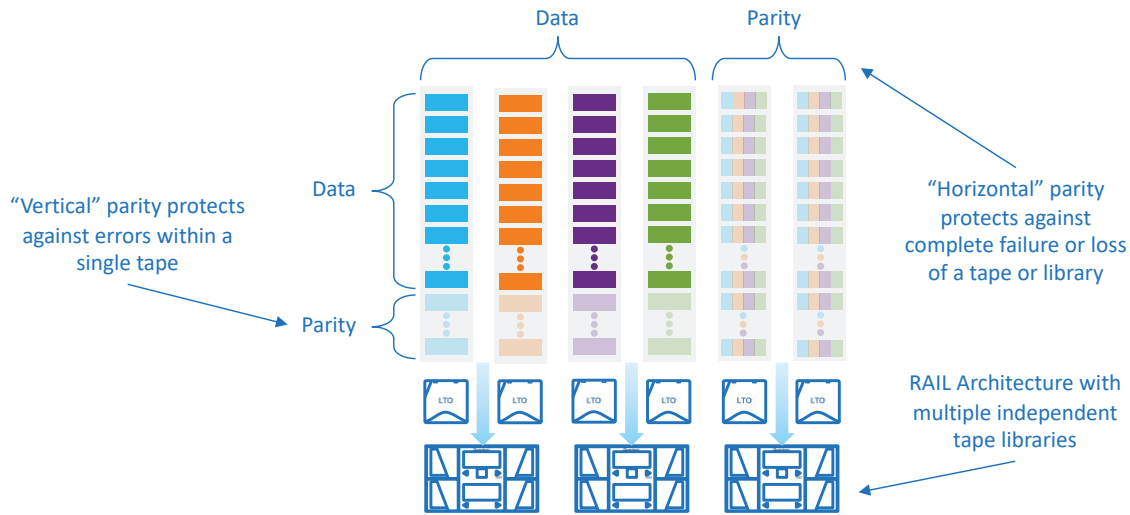 Data
Parity
Data
"Vertical" parity protects
against errors within a
single tape
"Horizontal" parity
protects against
complete failure or loss
of a tape or library
Parity
LTO
LTO
LTO
LTO
LTO
LTO
RAIL Architecture with
multiple independent
tape libraries